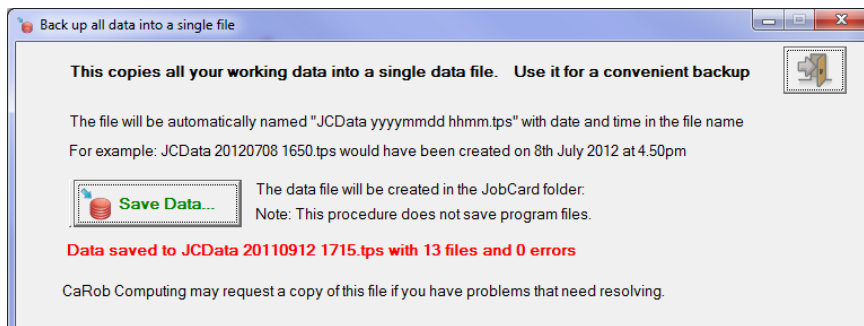 Back up all data into a single file
This copies all your working data into a single data file. Use it for a convenient backup
The file will be automatically named "JCData yyyymmdd hhmm.tps" with date and time in the file name
For example: JCData 20120708 1650.tps would have been created on 8th July 2012 at 4.50pm
Save Data...
The data file will be created in the JobCard folder:
Note: This procedure does not save program files.
Data saved to JCData 20110912 1715.tps with 13 files and 0 errors
CaRob Computing may request a copy of this file if you have problems that need resolving.